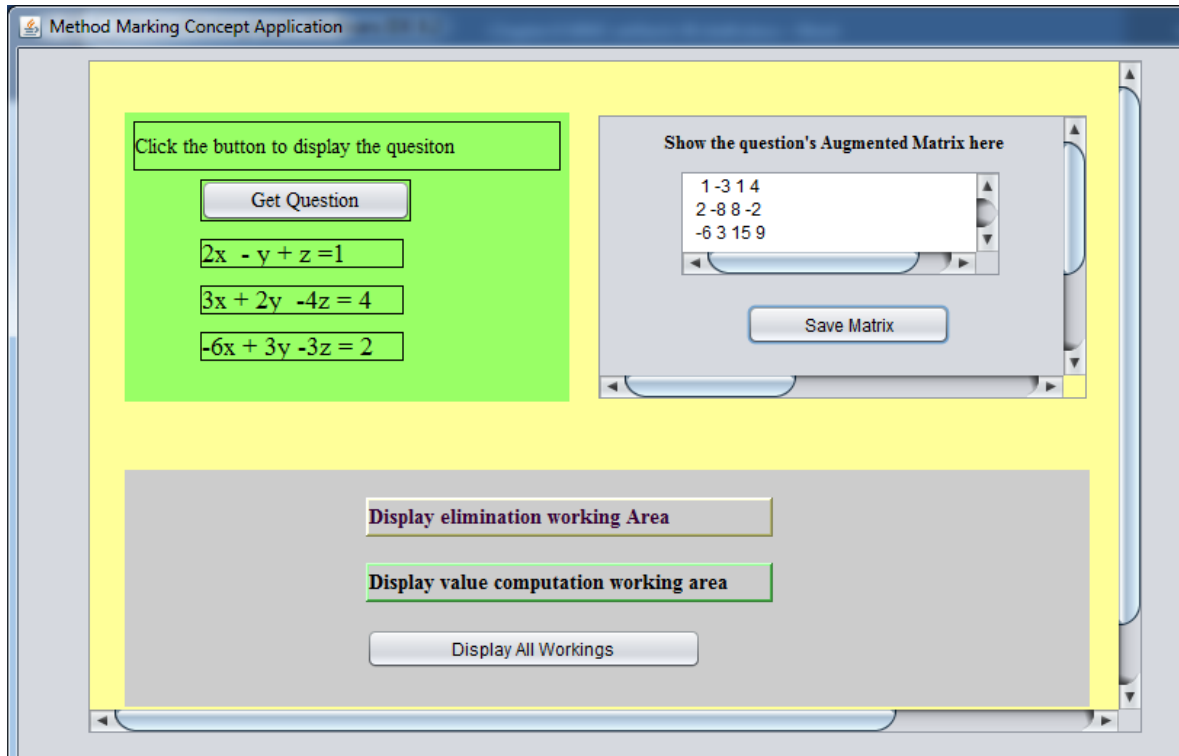 Method Marking Concept Application
Click the button to display the quesiton
Get Question
2x - y + z =1
3x + 2y -4z = 4
-6x + 3y -3z = 2
Show the question's Augmented Matrix here
1 -3 1 4
2 -8 8 -2
-6 3 15 9
Save Matrix
Display elimination working Area
Display value computation working area
Display All Workings